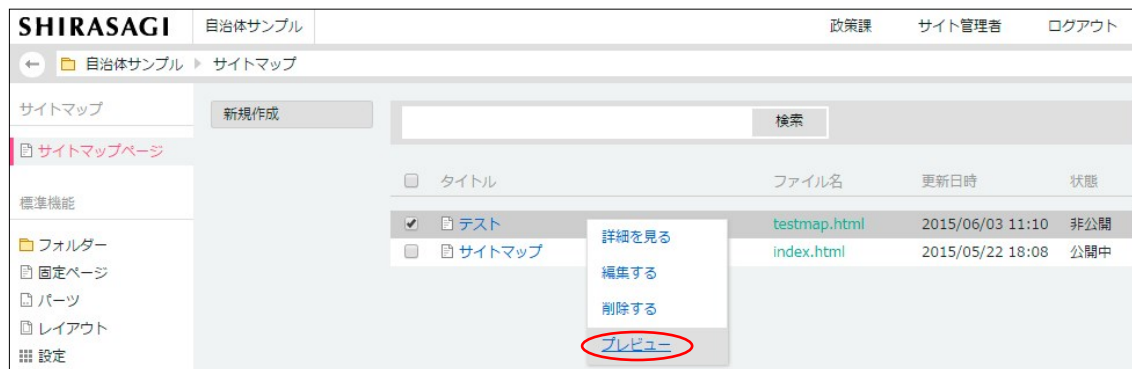 SHIRASAGI 自治体サンプル 政策課 サイト管理者 ログアウト
自治体サンプル サイトマップ
サイトマップ
サイトマップページ
標準機能
フォルダー
固定ページ
パーツ
レイアウト
設定
新規作成
検索
タイトル ファイル名 更新日時 状態
テスト testmap.html 2015/06/03 11:10 非公開
サイトマップ index.html 2015/05/22 18:08 公開中
詳細を見る
編集する
削除する
プレビュー